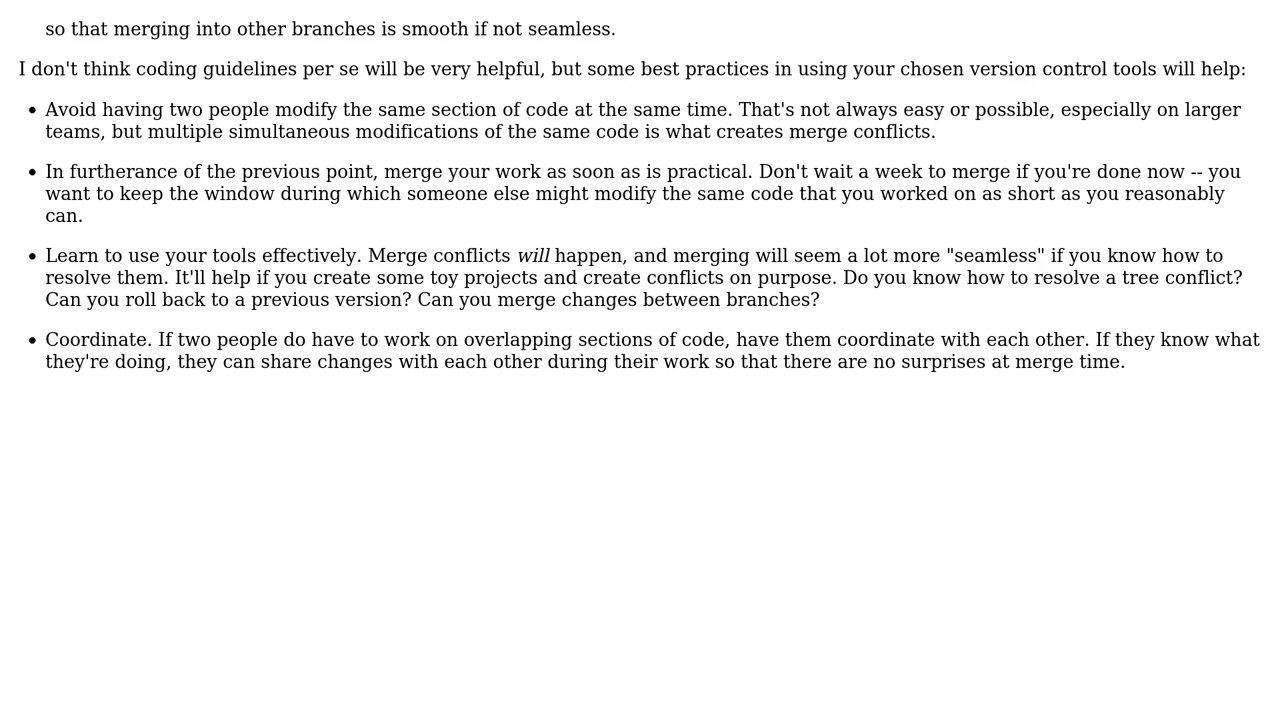 so that merging into other branches is smooth if not seamless.
I don't think coding guidelines per se will be very helpful, but some best practices in using your chosen version control tools will help:
• Avoid having two people modify the same section of code at the same time. That's not always easy or possible, especially on larger
teams, but multiple simultaneous modifications of the same code is what creates merge conflicts.
• In furtherance of the previous point, merge your work as soon as is practical. Don't wait a week to merge if you're done now -- you
want to keep the window during which someone else might modify the same code that you worked on as short as you reasonably
can.
• Learn to use your tools effectively. Merge conflicts will happen, and merging will seem a lot more "seamless" if you know how to
resolve them. It'll help if you create some toy projects and create conflicts on purpose. Do you know how to resolve a tree conflict?
Can you roll back to a previous version? Can you merge changes between branches?
• Coordinate. If two people do have to work on overlapping sections of code, have them coordinate with each other. If they know what
they're doing, they can share changes with each other during their work so that there are no surprises at merge time.